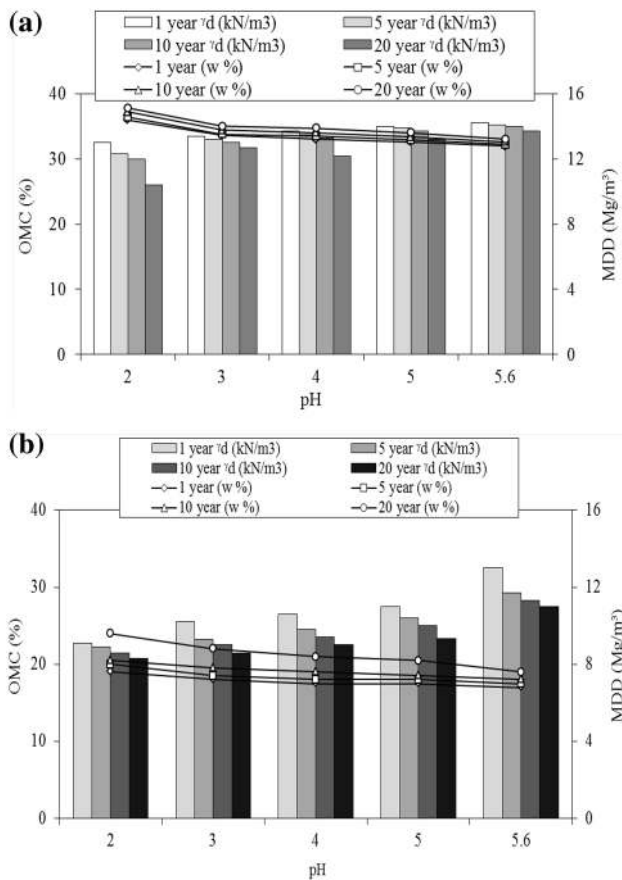 (a)
1 year γd (kN/m3) 5 year γd (kN/m3)
10 year γd (kN/m3) 20 year γd (kN/m3)
1 year (w %) 5 year (w %)
10 year (w %) 20 year (w %)
40 16
30 12
20 8
10 4
0 0
OMC (%)
MDD (Mg/m³)
2 3 4 5 5.6
pH
(b)
1 year γd (kN/m3) 5 year γd (kN/m3)
10 year γd (kN/m3) 20 year γd (kN/m3)
1 year (w %) 5 year (w %)
10 year (w %) 20 year (w %)
40 16
30 12
20 8
10 4
0 0
OMC (%)
MDD (Mg/m³)
2 3 4 5 5.6
pH